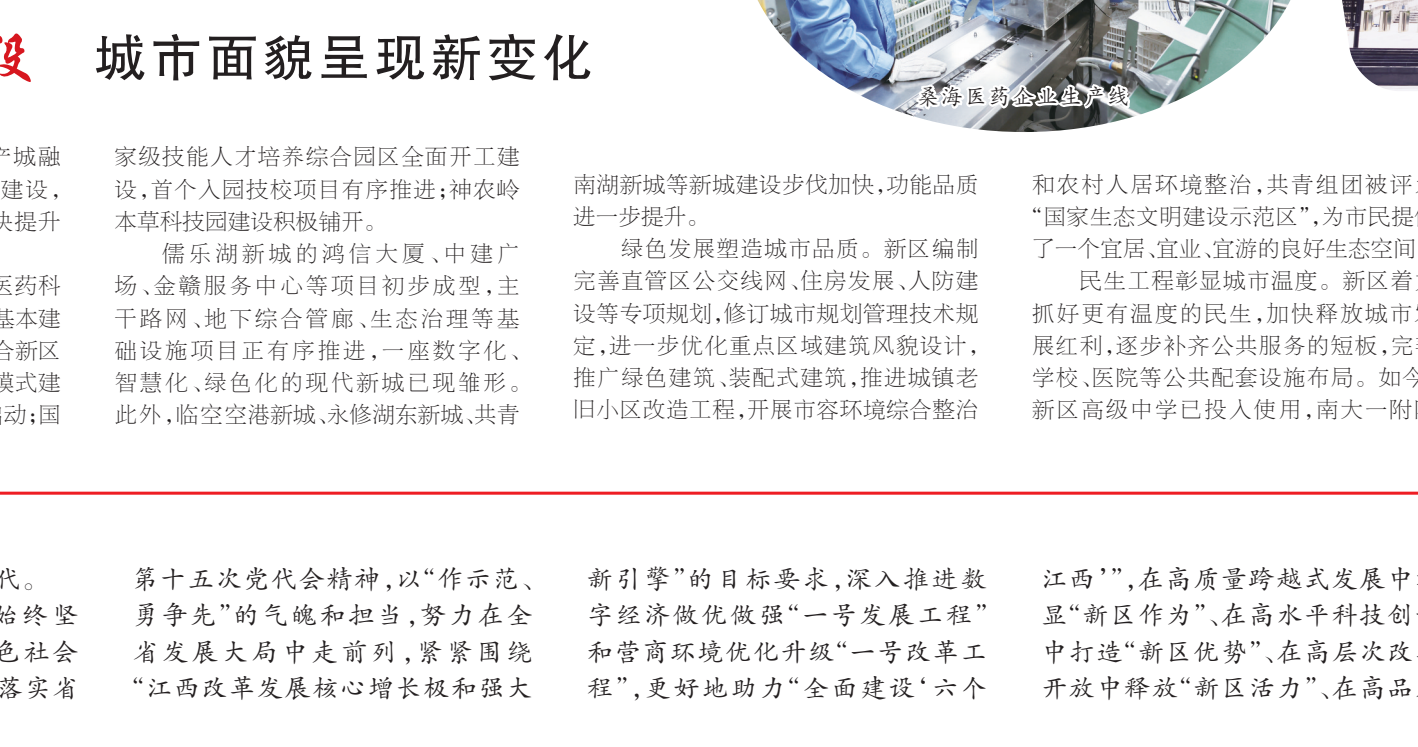 设 城市面貌呈现新变化
桑海医药企业生产线
产城融
建设，
快提升
医药科
基本建
合新区
模式建
启动；国
家级技能人才培养综合园区全面开工建
设，首个入园技校项目有序推进；神农岭
本草科技园建设积极铺开。
儒乐湖新城的鸿信大厦、中建广
场、金赣服务中心等项目初步成型，主
干路网、地下综合管廊、生态治理等基
础设施项目正有序推进，一座数字化、
智慧化、绿色化的现代新城已现雏形。
此外，临空空港新城、永修湖东新城、共青
南湖新城等新城建设步伐加快，功能品质
进一步提升。
绿色发展塑造城市品质。新区编制
完善直管区公交线网、住房发展、人防建
设等专项规划，修订城市规划管理技术规
定，进一步优化重点区域建筑风貌设计，
推广绿色建筑、装配式建筑，推进城镇老
旧小区改造工程，开展市容环境综合整治
和农村人居环境整治，共青组团被评
“国家生态文明建设示范区”，为市民提供
了一个宜居、宜业、宜游的良好生态空间
民生工程彰显城市温度。新区着
抓好更有温度的民生，加快释放城市发
展红利，逐步补齐公共服务的短板，完善
学校、医院等公共配套设施布局。如今
新区高级中学已投入使用，南大一附
代。
始终坚
色社会
落实省
第十五次党代会精神，以“作示范、
勇争先”的气魄和担当，努力在全
省发展大局中走前列，紧紧围绕
“江西改革发展核心增长极和强大
新引擎”的目标要求，深入推进数
字经济做优做强“一号发展工程”
和营商环境优化升级“一号改革工
程”，更好地助力“全面建设‘六个
江西’”，在高质量跨越式发展中
显“新区作为”、在高水平科技创
中打造“新区优势”、在高层次改
开放中释放“新区活力”、在高品